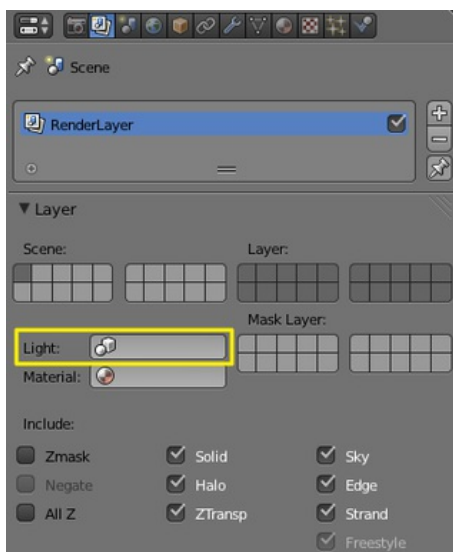 Scene
RenderLayer
Layer
Scene: Layer:
Mask Layer:
Light:
Material:
Include:
Zmask Solid Sky
Negate Halo Edge
All Z ZTransp Strand
Freestyle